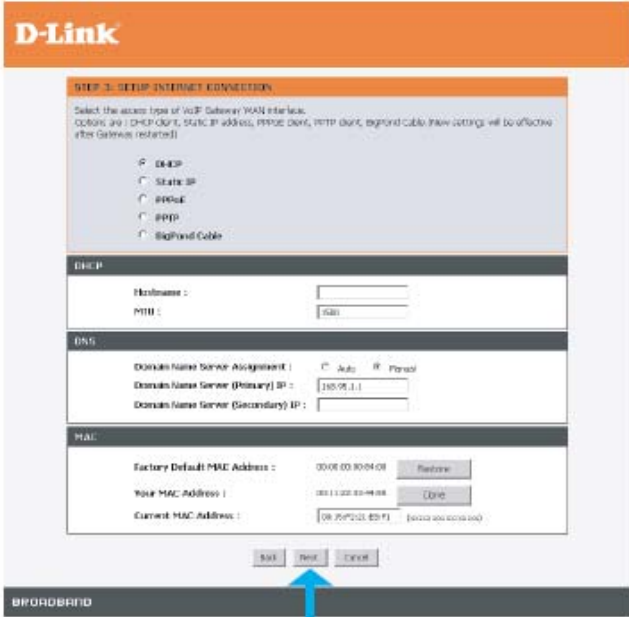 D-Link
STEP 3: SETUP INTERNET CONNECTION
Select the access type of VoIP Gateway WAN interface.
Options are : DHCP client, Static IP address, PPPoE client, PPTP client, BigPond Cable.(New settings will be effective
after Gateway restarted)
DHCP
Static IP
PPPoE
PPTP
BigPond Cable
DHCP
Hostname :
MTU : 1500
DNS
Domain Name Server Assignment : Auto Manual
Domain Name Server (Primary) IP : 168.95.1.1
Domain Name Server (Secondary) IP :
MAC
Factory Default MAC Address : Restore
Your MAC Address : Clone
Current MAC Address :
Back Next Cancel
BROADBAND